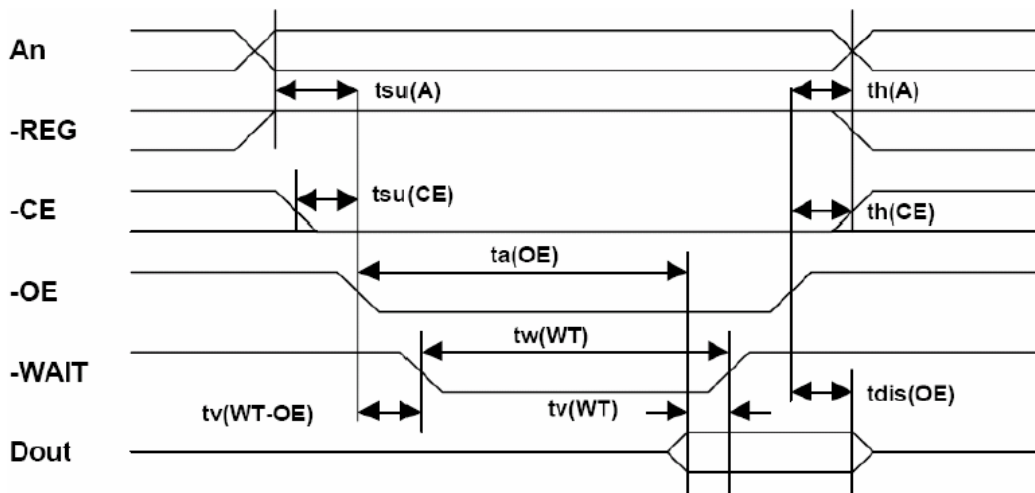 An
tsu(A)
th(A)
-REG
-CE
tsu(CE)
th(CE)
ta(OE)
-OE
tw(WT)
-WAIT
tv(WT-OE)
tv(WT)
tdis(OE)
Dout